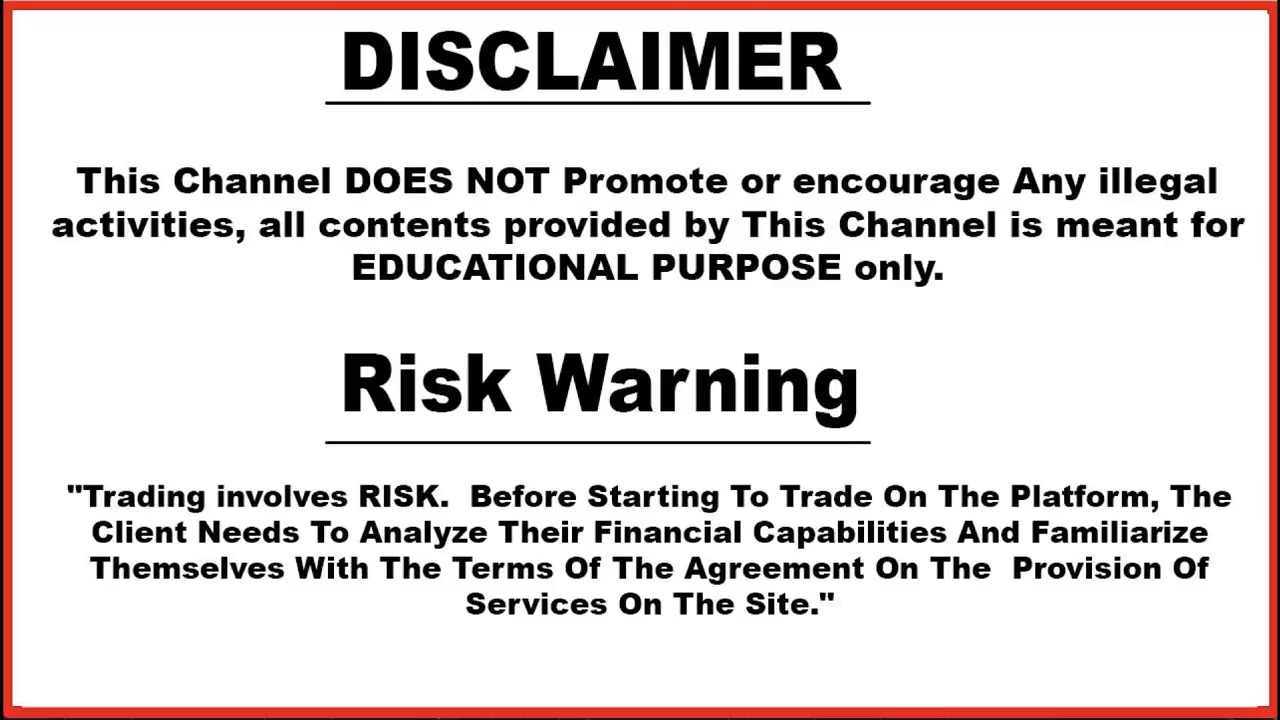 DISCLAIMER
This Channel DOES NOT Promote or encourage Any illegal
activities, all contents provided by This Channel is meant for
EDUCATIONAL PURPOSE only.
Risk Warning
"Trading involves RISK.  Before Starting To Trade On The Platform, The
Client Needs To Analyze Their Financial Capabilities And Familiarize
Themselves With The Terms Of The Agreement On The  Provision Of
Services On The Site."